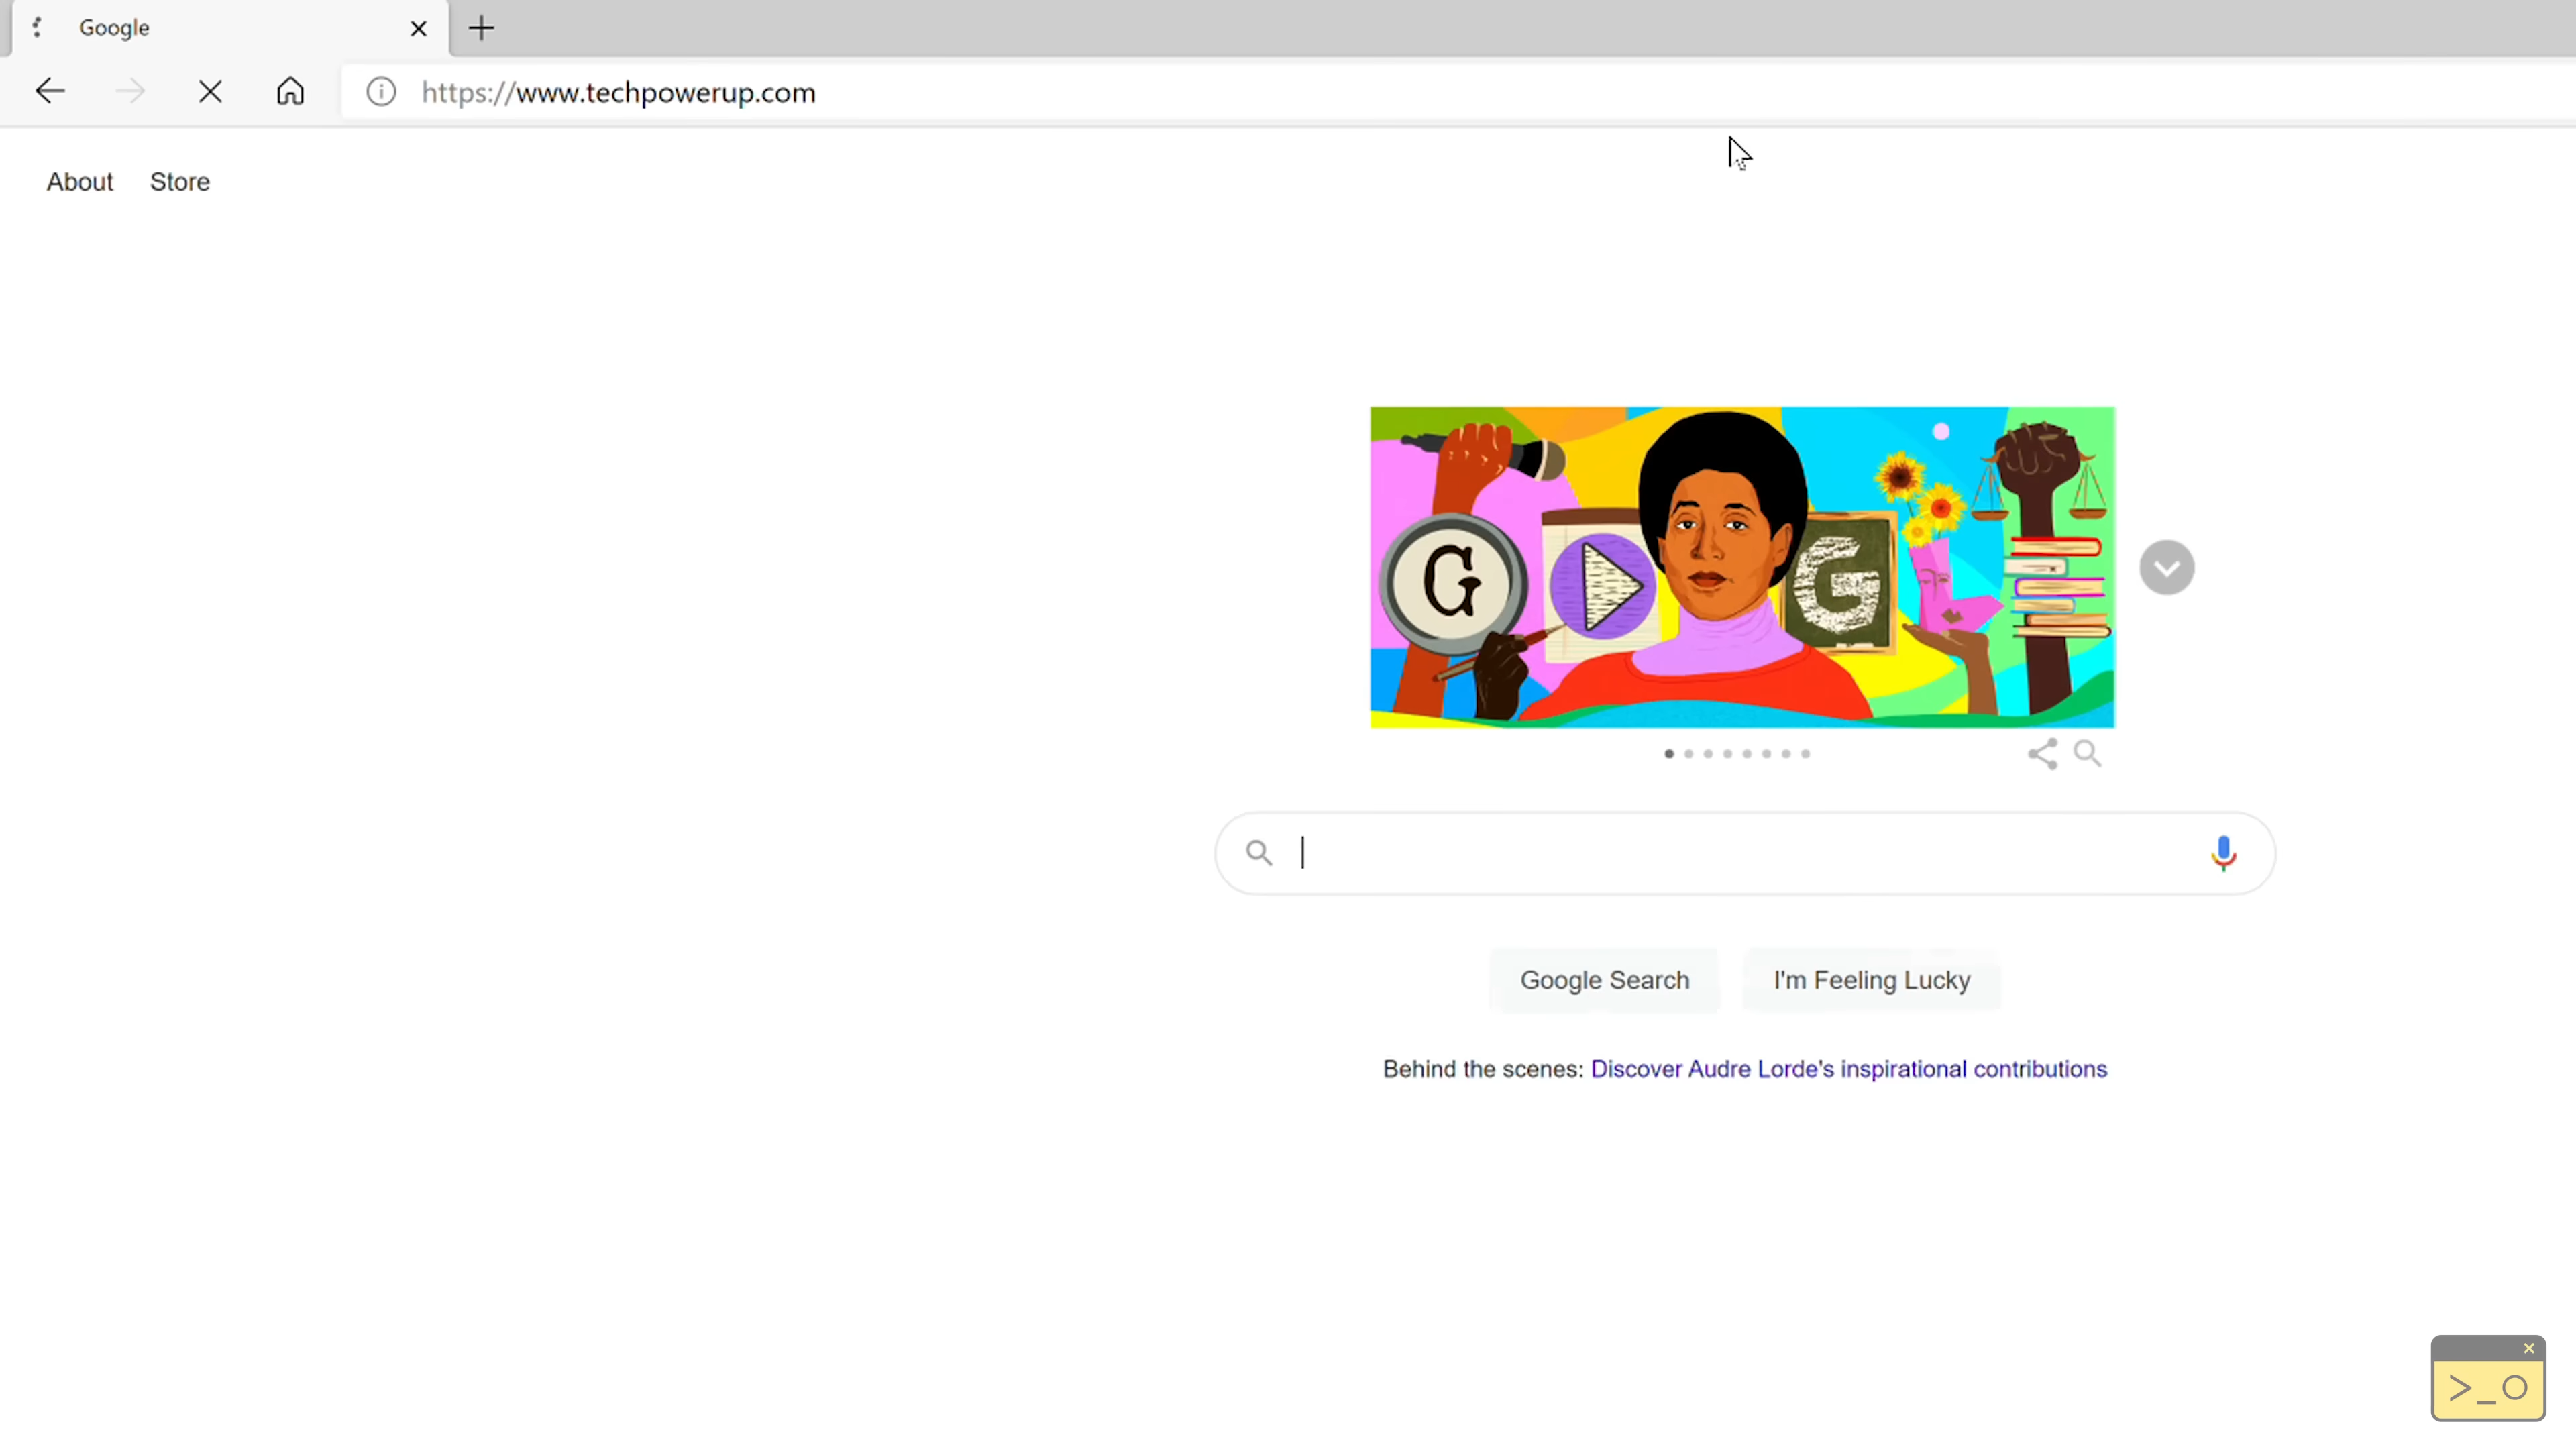 Google
https://www.techpowerup.com
About Store
G G
Google Search I'm Feeling Lucky
Behind the scenes: Discover Audre Lorde's inspirational contributions
>_O